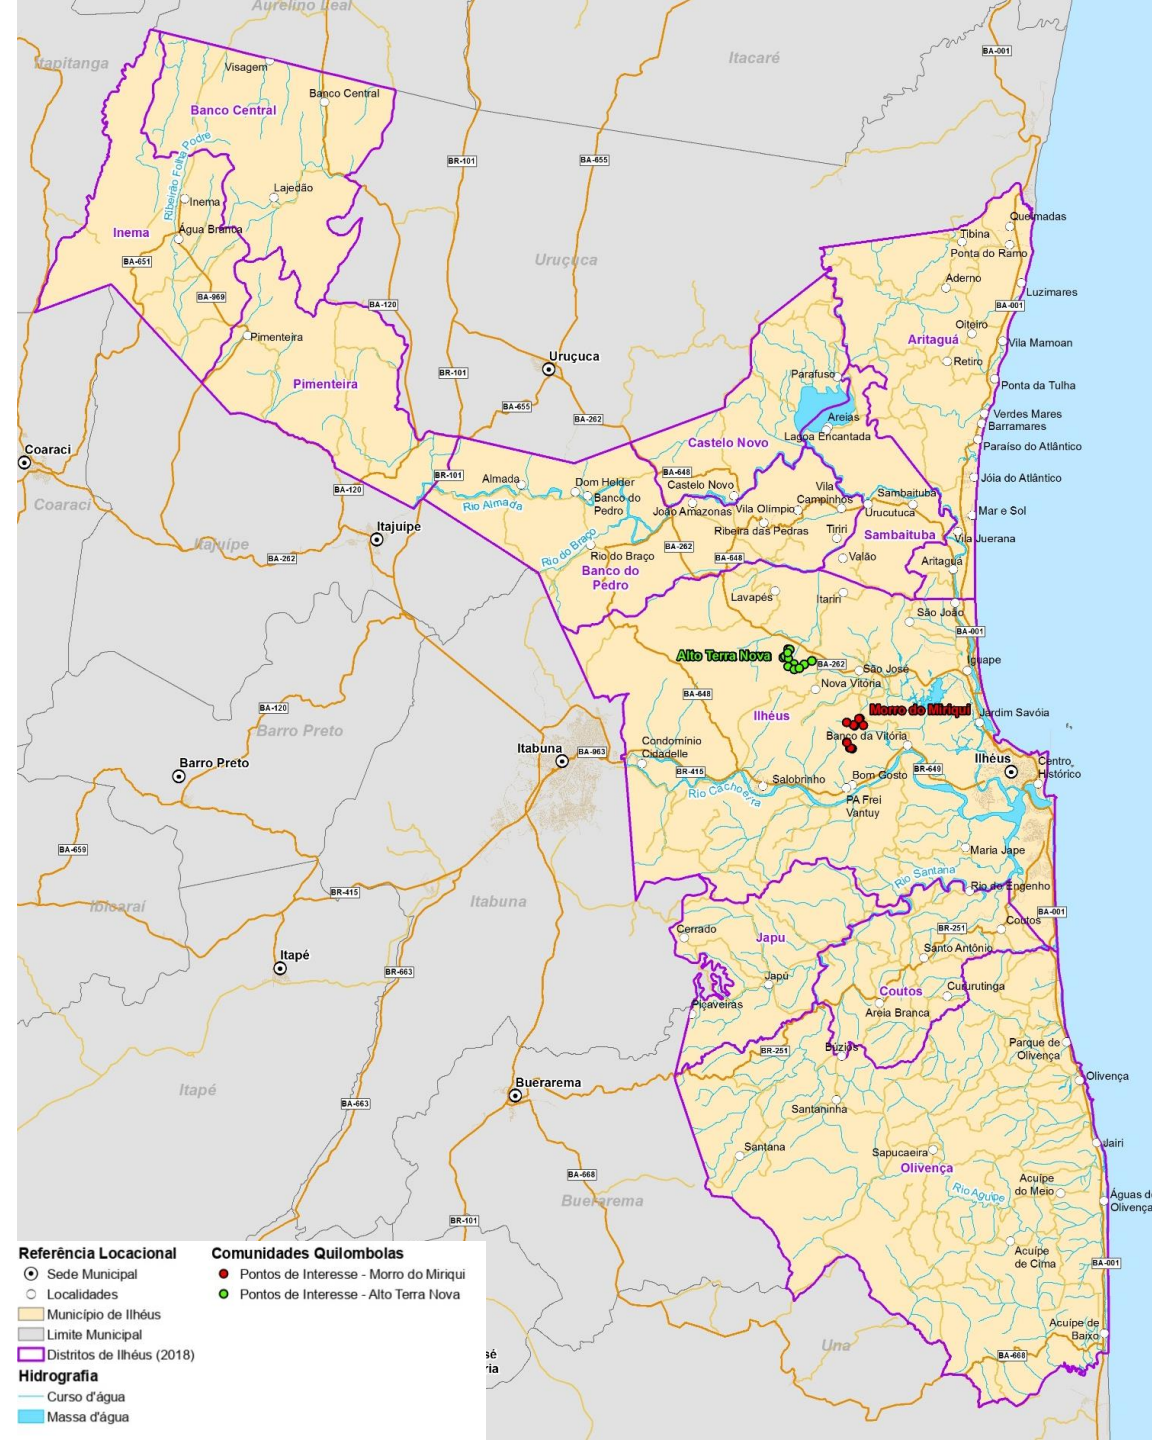 Aurelino Leal
Itapitanga
Itacaré
BA-001
Visagem
Banco Central
Banco Central
BR-101
BA-655
Ribeirão Folha Podre
Lajedão
Inema
Inema
Água Branca
BA-651
BA-969
BA-120
Pimenteira
Pimenteira
Uruçuca
Queimadas
Tibina
Ponta do Ramo
Aderno
Luzimares
BA-001
Oiteiro
Aritaguá
Vila Mamoan
Retiro
Uruçuca
BR-101
Parafuso
Ponta da Tulha
BA-655
BA-262
Areias
Verdes Mares
Barramares
Lagoa Encantada
Castelo Novo
Paraíso do Atlântico
Coaraci
Coaraci
BR-101
BA-648
Almada
Dom Helder
Castelo Novo
Vila
Campinhos
Sambaituba
Jóia do Atlântico
BA-120
Banco do
Pedro
Rio Almada
João Amazonas
Vila Olímpio
Urucutuca
Mar e Sol
Itajuípe
Itajuípe
BA-262
Ribeira das Pedras
Tiriri
Sambaituba
Vila Juerana
Rio do Braço
Rio do Braço
BA-262
BA-648
Valão
Aritaguá
Banco do
Pedro
Lavapés
Itariri
São João
BA-001
Alto Terra Nova
BA-262
São José
Iguape
Nova Vitória
BA-648
Ilhéus
Morro do Miriqui
Jardim Savóia
BA-120
Barro Preto
Barro Preto
Itabuna
BA-963
Condomínio
Cidadelle
Banco da Vitória
Ilhéus
Centro
Histórico
BR-415
Salobrinho
Bom Gosto
BR-649
Rio Cachoeira
PA Frei
Vantuy
BA-659
Maria Jape
BR-415
Rio Santana
Rio do Engenho
Ibicaraí
Itabuna
BA-001
Coutos
BR-251
Cerrado
Japu
Santo Antônio
Itapé
BR-663
Japú
Coutos
Cururutinga
Piçaveiras
Areia Branca
Parque de
Olivença
BR-251
Búzios
Olivença
Itapé
Buerarema
BA-663
Santaninha
Jairi
Santana
Sapucaeira
Olivença
BA-668
Acuípe
do Meio
Rio Aguípe
Águas de
Olivença
Buerarema
BR-101
Acuípe
de Cima
BA-001
Acuípe de
Baixo
Una
BA-668
sé
ria
Referência Locacional
Sede Municipal
Localidades
Município de Ilhéus
Limite Municipal
Distritos de Ilhéus (2018)
Hidrografia
Curso d'água
Massa d'água
Comunidades Quilombolas
Pontos de Interesse - Morro do Miriqui
Pontos de Interesse - Alto Terra Nova